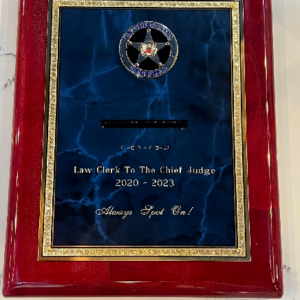 Law Clerk To The Chief Judge
2020 - 2023
Always Spot On!